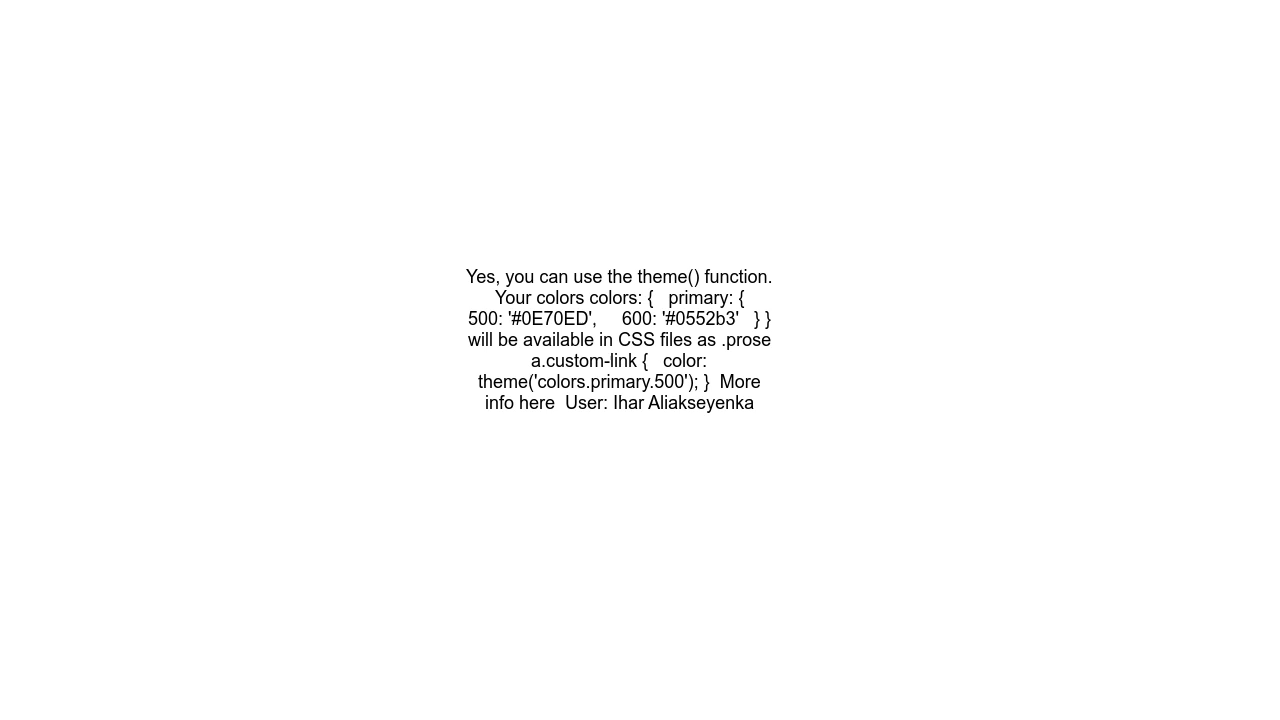 Yes, you can use the theme() function.
Your colors colors: {   primary: {
500: '#0E70ED',     600: '#0552b3'   } }
will be available in CSS files as .prose
a.custom-link {   color:
theme('colors.primary.500'); }  More
info here  User: Ihar Aliakseyenka